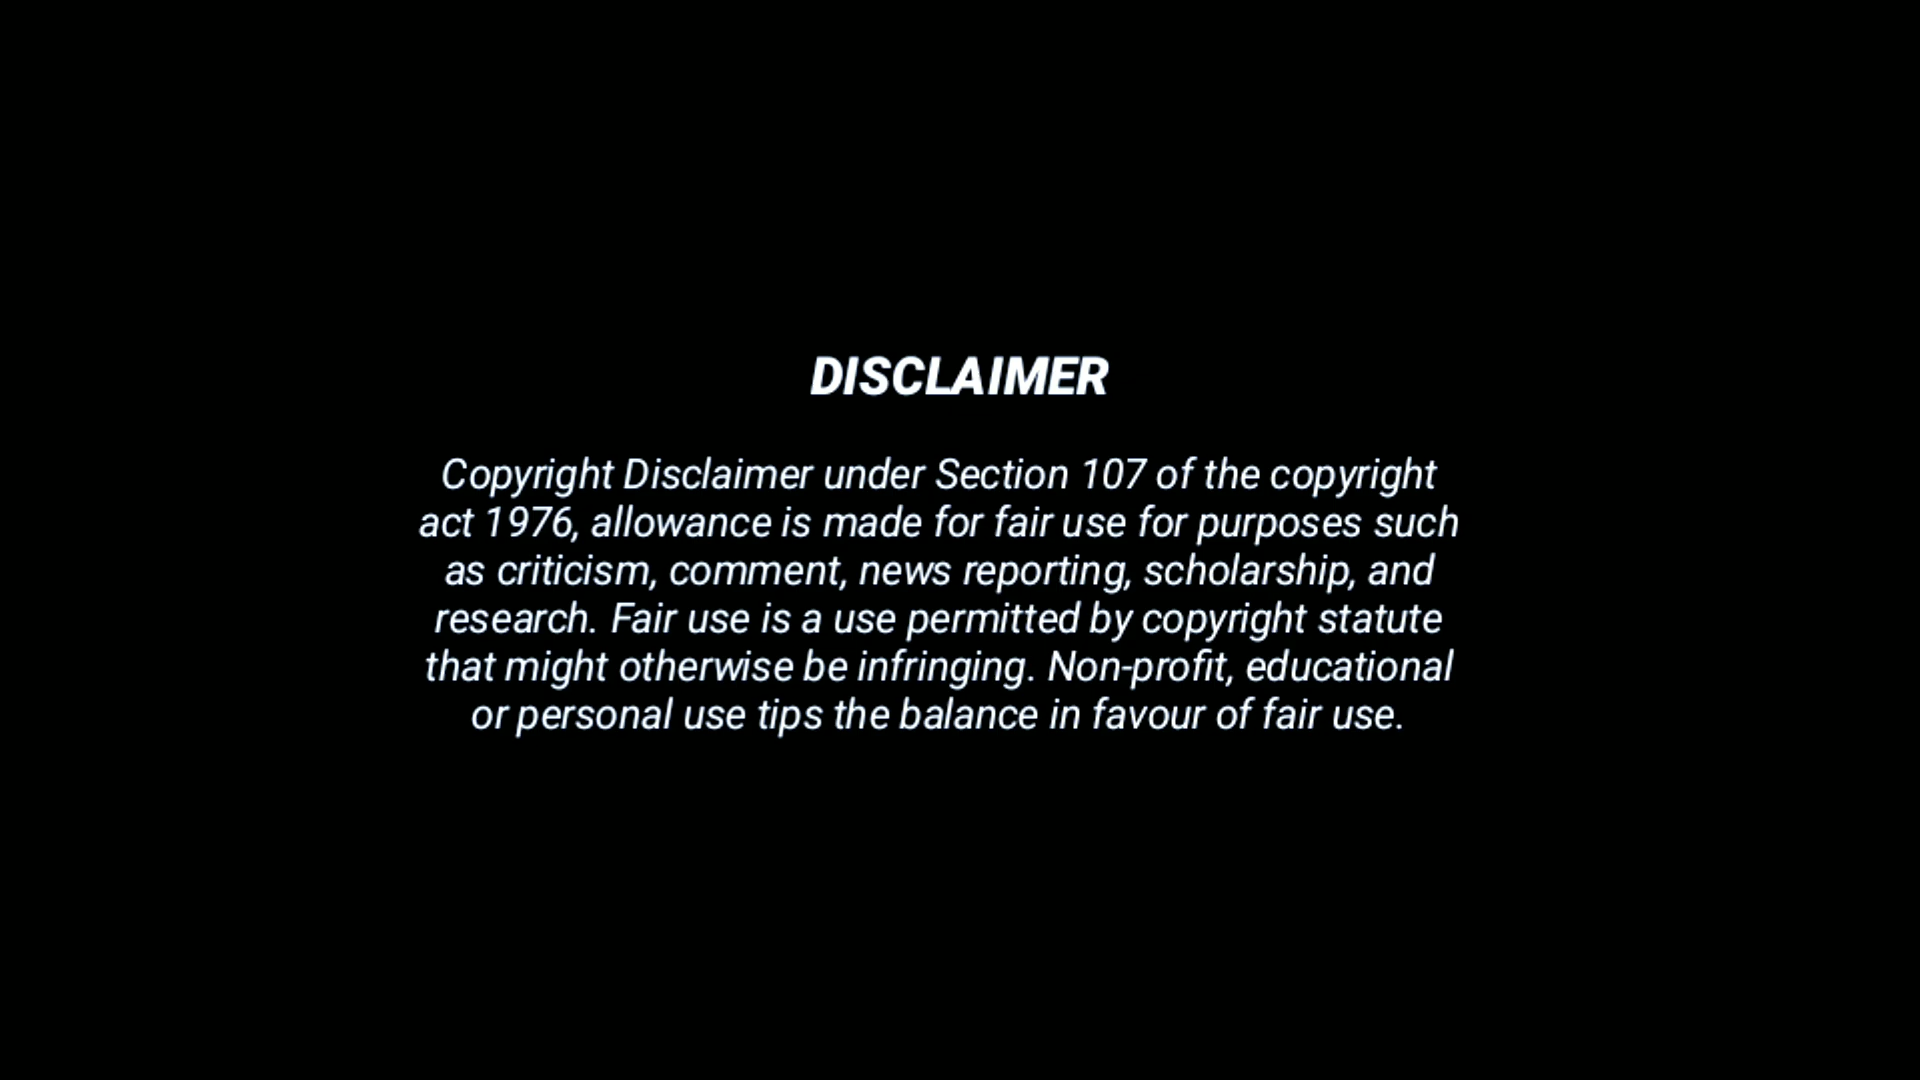 DISCLAIMER
Copyright Disclaimer under Section 107 of the copyright
act 1976, allowance is made for fair use for purposes such
as criticism, comment, news reporting, scholarship, and
research. Fair use is a use permitted by copyright statute
that might otherwise be infringing. Non-profit, educational
or personal use tips the balance in favour of fair use.